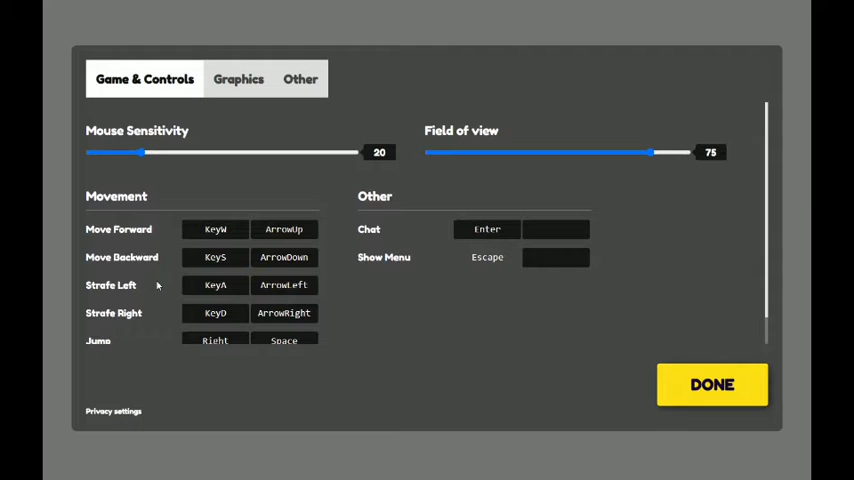 Game & Controls Graphics Other
Mouse Sensitivity
20
Field of view
75
Movement
Move Forward KeyW ArrowUp
Move Backward KeyS ArrowDown
Strafe Left KeyA ArrowLeft
Strafe Right KeyD ArrowRight
Jump Right Space
Other
Chat Enter
Show Menu Escape
DONE
Privacy settings